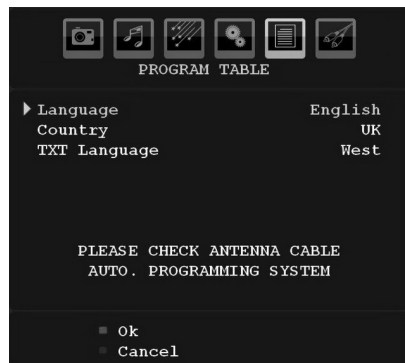 PROGRAM TABLE
Language English
Country UK
TXT Language West
PLEASE CHECK ANTENNA CABLE
AUTO. PROGRAMMING SYSTEM
Ok
Cancel